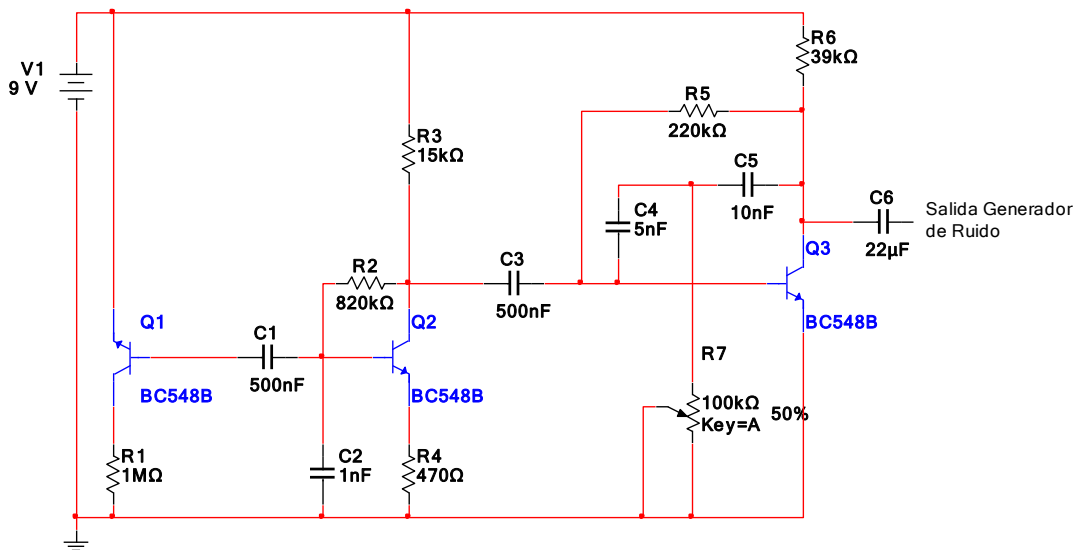 V1
9 V
R6
39kΩ
R5
220kΩ
R3
15kΩ
C5
10nF
C4
5nF
C6
22µF
Salida Generador
de Ruido
Q3
BC548B
R2
820kΩ
C3
500nF
Q1
BC548B
C1
500nF
Q2
BC548B
R7
100kΩ
50%
Key=A
R1
1MΩ
C2
1nF
R4
470Ω